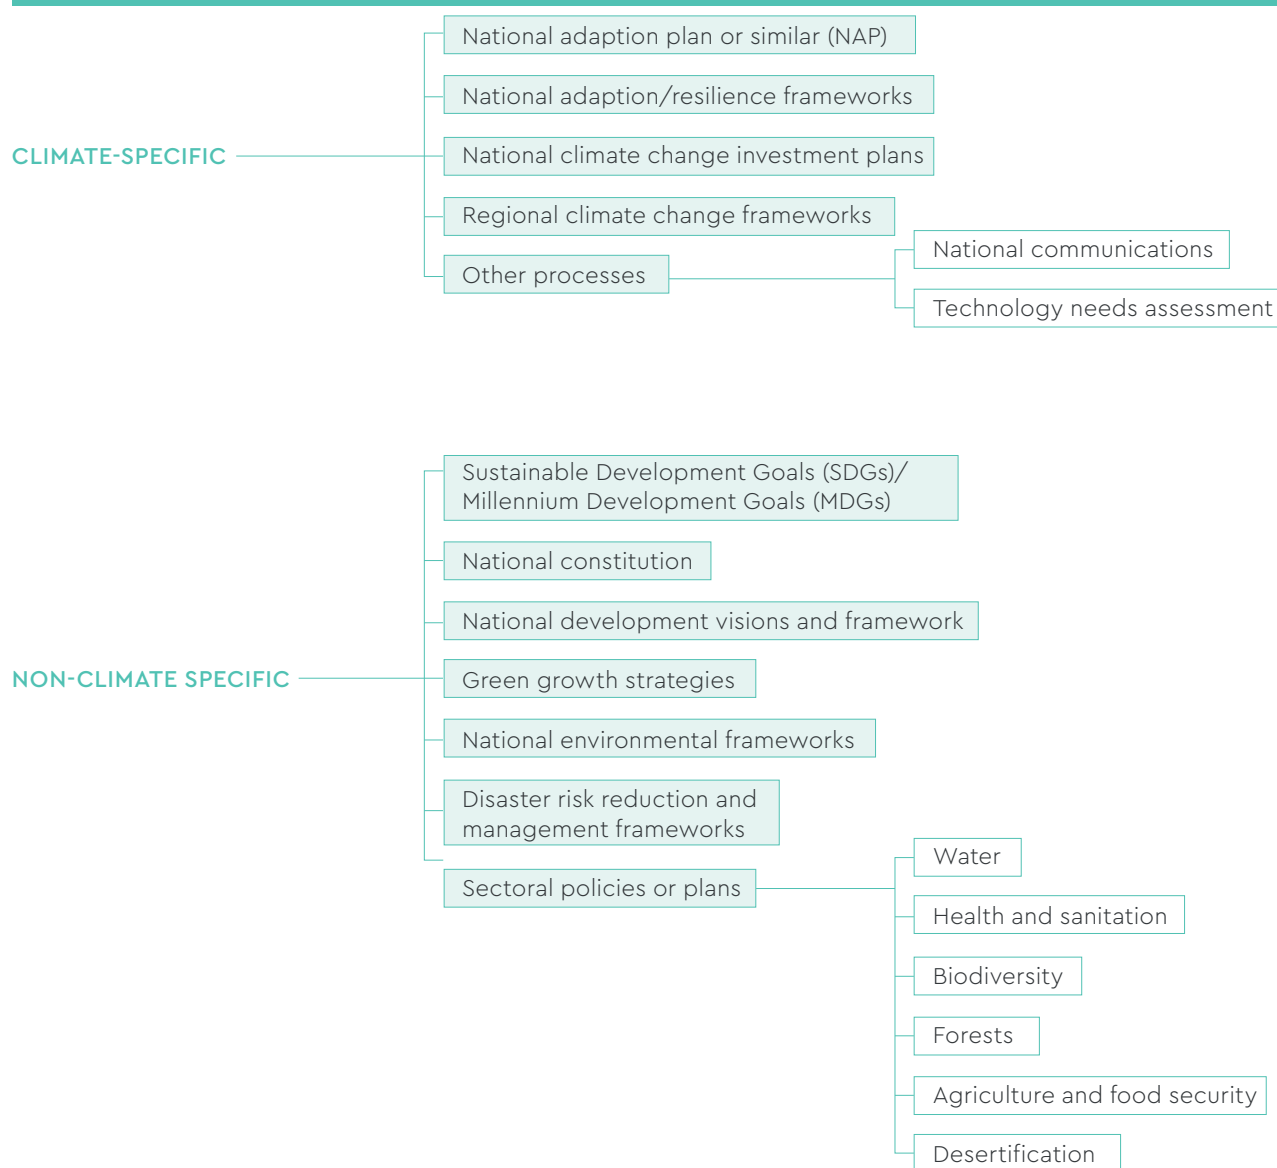 National adaption plan or similar (NAP)
National adaption/resilience frameworks
CLIMATE-SPECIFIC
National climate change investment plans
Regional climate change frameworks
Other processes
National communications
Technology needs assessment
Sustainable Development Goals (SDGs)/
Millennium Development Goals (MDGs)
National constitution
National development visions and framework
NON-CLIMATE SPECIFIC
Green growth strategies
National environmental frameworks
Disaster risk reduction and
management frameworks
Sectoral policies or plans
Water
Health and sanitation
Biodiversity
Forests
Agriculture and food security
Desertification